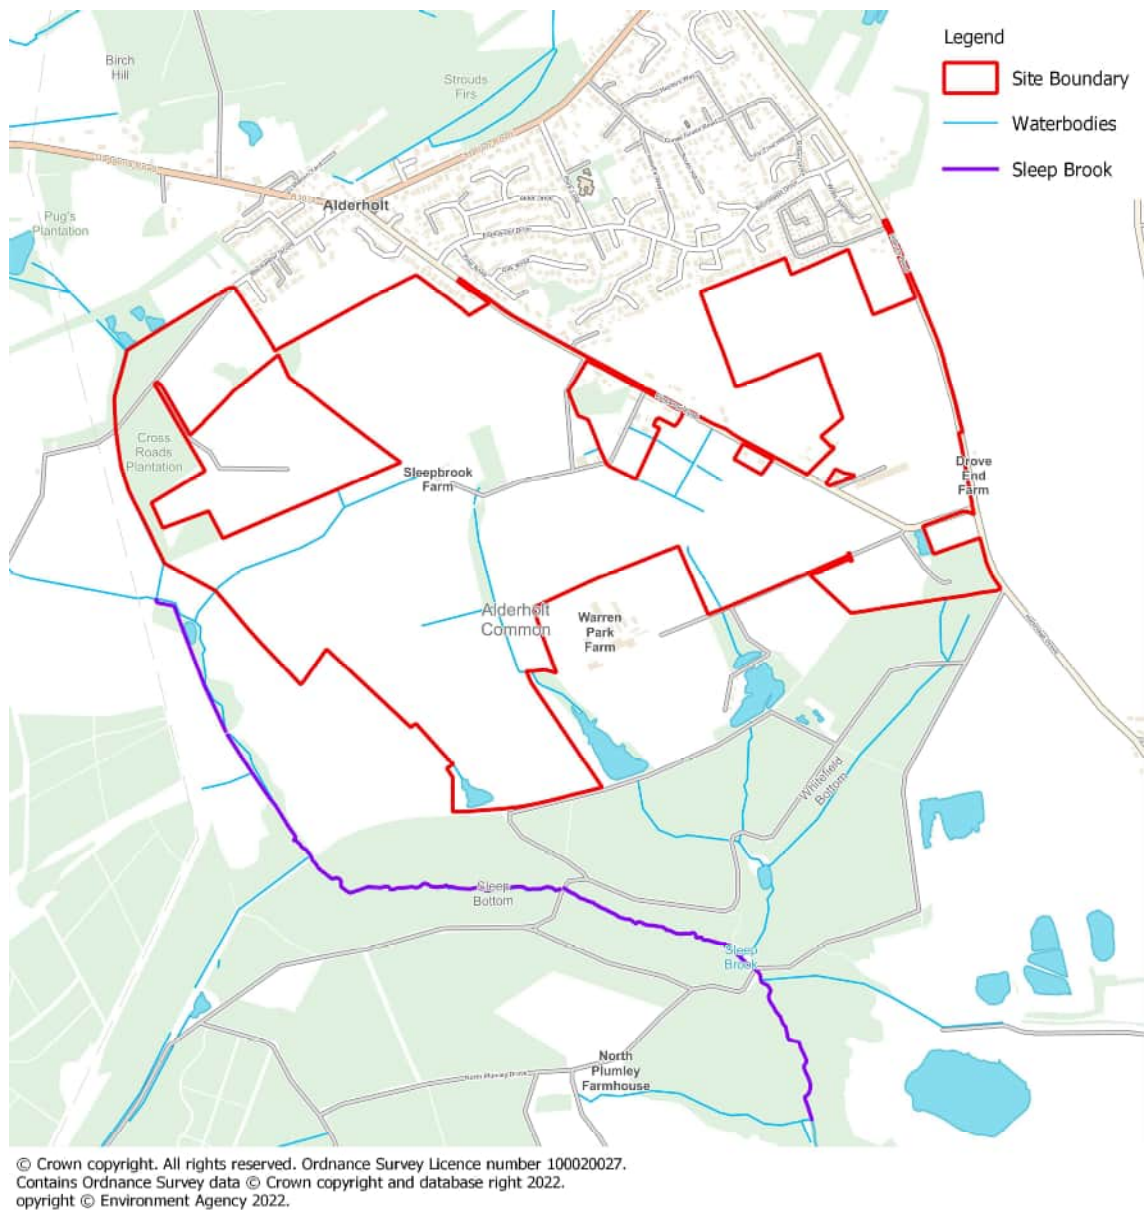 Legend
Site Boundary
Waterbodies
Sleep Brook
Birch
Hill
Strouds
Firs
Alderholt
Pug's
Plantation
Cross
Roads
Plantation
Sleepbrook
Farm
Drove
End
Farm
Alderholt
Common
Warren
Park
Farm
Whitefield
Bottom
Sleep
Bottom
Sleep
Brook
North
Plumley
Farmhouse
© Crown copyright. All rights reserved. Ordnance Survey Licence number 100020027.
Contains Ordnance Survey data © Crown copyright and database right 2022.
opyright © Environment Agency 2022.